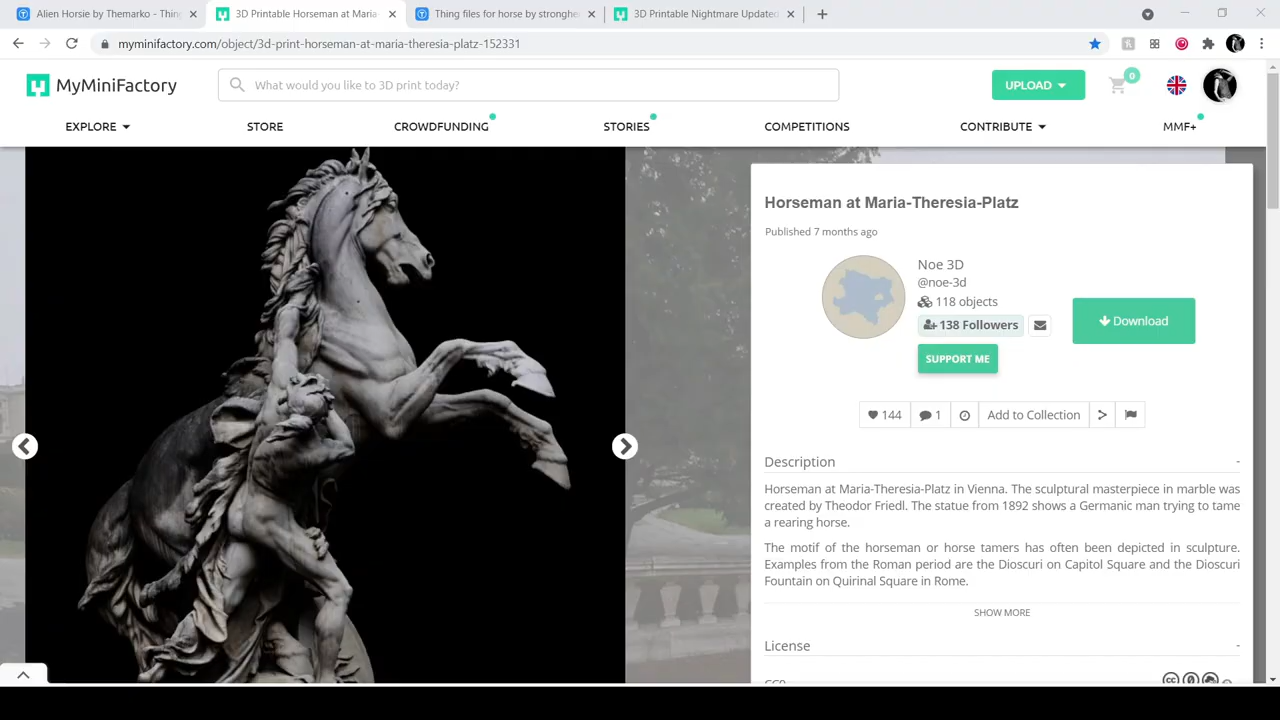 Alien Horsie by Themarko - Thing
3D Printable Horseman at Maria-
Thing files for horse by stronghe
3D Printable Nightmare Updated
myminifactory.com/object/3d-print-horseman-at-maria-theresia-platz-152331
MyMiniFactory
What would you like to 3D print today?
UPLOAD
0
EXPLORE
STORE
CROWDFUNDING
STORIES
COMPETITIONS
CONTRIBUTE
MMF+
Horseman at Maria-Theresia-Platz
Published 7 months ago
Noe 3D
@noe-3d
118 objects
138 Followers
Download
SUPPORT ME
144
1
Add to Collection
Description
-
Horseman at Maria-Theresia-Platz in Vienna. The sculptural masterpiece in marble was
created by Theodor Friedl. The statue from 1892 shows a Germanic man trying to tame
a rearing horse.
The motif of the horseman or horse tamers has often been depicted in sculpture.
Examples from the Roman period are the Dioscuri on Capitol Square and the Dioscuri
Fountain on Quirinal Square in Rome.
SHOW MORE
License
-